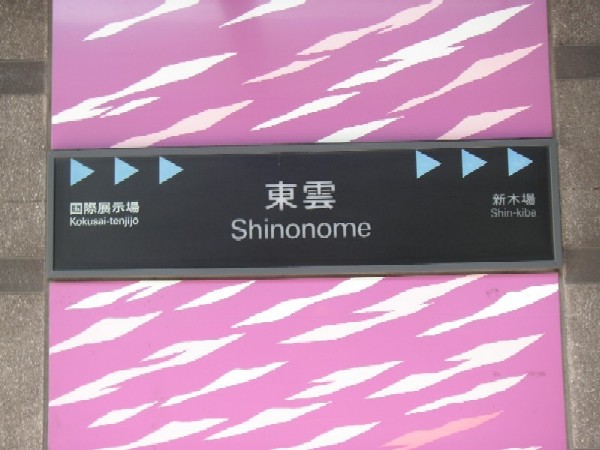 国際展示場
Kokusai-tenjijō
東雲
Shinonome
新木場
Shin-kiba